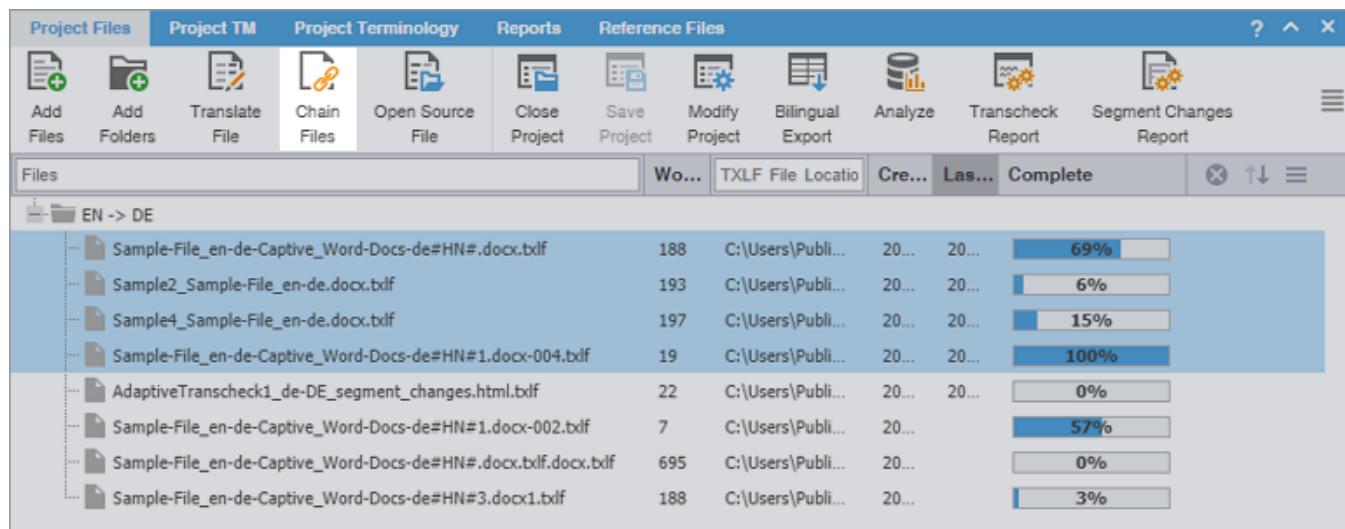 Project Files Project TM Project Terminology Reports Reference Files ?
Add Files Add Folders Translate File Chain Files Open Source File Close Project Save Project Modify Project Bilingual Export Analyze Transcheck Report Segment Changes Report
Files Wo... TXLF File Locatio Cre... Las... Complete
EN -> DE
Sample-File_en-de-Captive_Word-Docs-de#HN#.docx.txlf 188 C:\Users\Publi... 20... 20... 69%
Sample2_Sample-File_en-de.docx.txlf 193 C:\Users\Publi... 20... 20... 6%
Sample4_Sample-File_en-de.docx.txlf 197 C:\Users\Publi... 20... 20... 15%
Sample-File_en-de-Captive_Word-Docs-de#HN#1.docx-004.txlf 19 C:\Users\Publi... 20... 20... 100%
AdaptiveTranscheck1_de-DE_segment_changes.html.txlf 22 C:\Users\Publi... 20... 20... 0%
Sample-File_en-de-Captive_Word-Docs-de#HN#1.docx-002.txlf 7 C:\Users\Publi... 20... 57%
Sample-File_en-de-Captive_Word-Docs-de#HN#.docx.txlf.docx.txlf 695 C:\Users\Publi... 20... 0%
Sample-File_en-de-Captive_Word-Docs-de#HN#3.docx1.txlf 188 C:\Users\Publi... 20... 3%